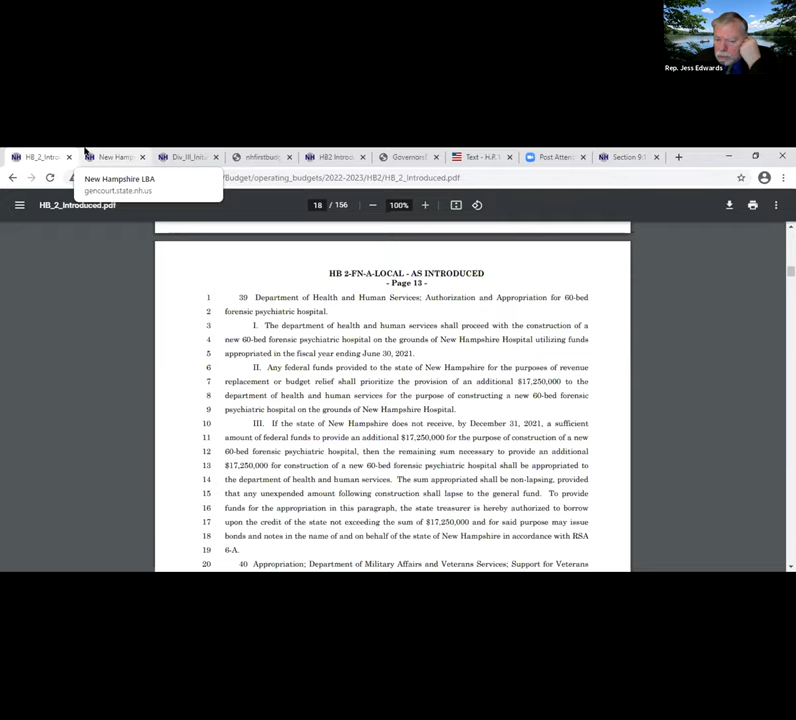 Rep. Jess Edwards
HB_2_Intro
New Hamp
Div_III_Initi
nhfirstbud
HB2 Introd
Governors
Text - H.R.1
Post Atten
Section 9:1
New Hampshire LBA
gencourt.state.nh.us
/Budget/operating_budgets/2022-2023/HB2/HB_2_Introduced.pdf
HB_2_Introduced.pdf
18 / 156
100%
HB 2-FN-A-LOCAL - AS INTRODUCED
- Page 13 -
1 39 Department of Health and Human Services; Authorization and Appropriation for 60-bed
2 forensic psychiatric hospital.
3 I. The department of health and human services shall proceed with the construction of a
4 new 60-bed forensic psychiatric hospital on the grounds of New Hampshire Hospital utilizing funds
5 appropriated in the fiscal year ending June 30, 2021.
6 II. Any federal funds provided to the state of New Hampshire for the purposes of revenue
7 replacement or budget relief shall prioritize the provision of an additional $17,250,000 to the
8 department of health and human services for the purpose of constructing a new 60-bed forensic
9 psychiatric hospital on the grounds of New Hampshire Hospital.
10 III. If the state of New Hampshire does not receive, by December 31, 2021, a sufficient
11 amount of federal funds to provide an additional $17,250,000 for the purpose of construction of a new
12 60-bed forensic psychiatric hospital, then the remaining sum necessary to provide an additional
13 $17,250,000 for construction of a new 60-bed forensic psychiatric hospital shall be appropriated to
14 the department of health and human services. The sum appropriated shall be non-lapsing, provided
15 that any unexpended amount following construction shall lapse to the general fund. To provide
16 funds for the appropriation in this paragraph, the state treasurer is hereby authorized to borrow
17 upon the credit of the state not exceeding the sum of $17,250,000 and for said purpose may issue
18 bonds and notes in the name of and on behalf of the state of New Hampshire in accordance with RSA
19 6-A.
20 40 Appropriation; Department of Military Affairs and Veterans Services; Support for Veterans